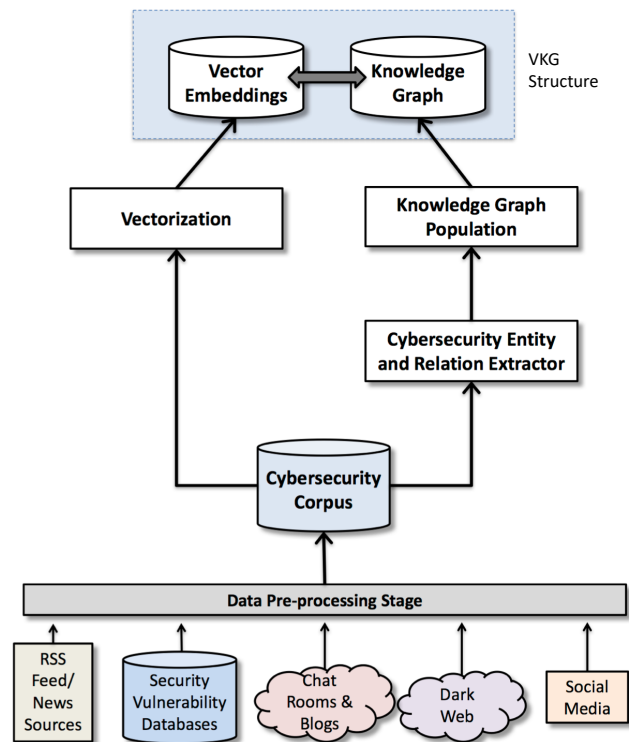 Vector
Embeddings
Knowledge
Graph
VKG
Structure
Vectorization
Knowledge Graph
Population
Cybersecurity Entity
and Relation Extractor
Cybersecurity
Corpus
Data Pre-processing Stage
RSS
Feed/
News
Sources
Security
Vulnerability
Databases
Chat
Rooms &
Blogs
Dark
Web
Social
Media